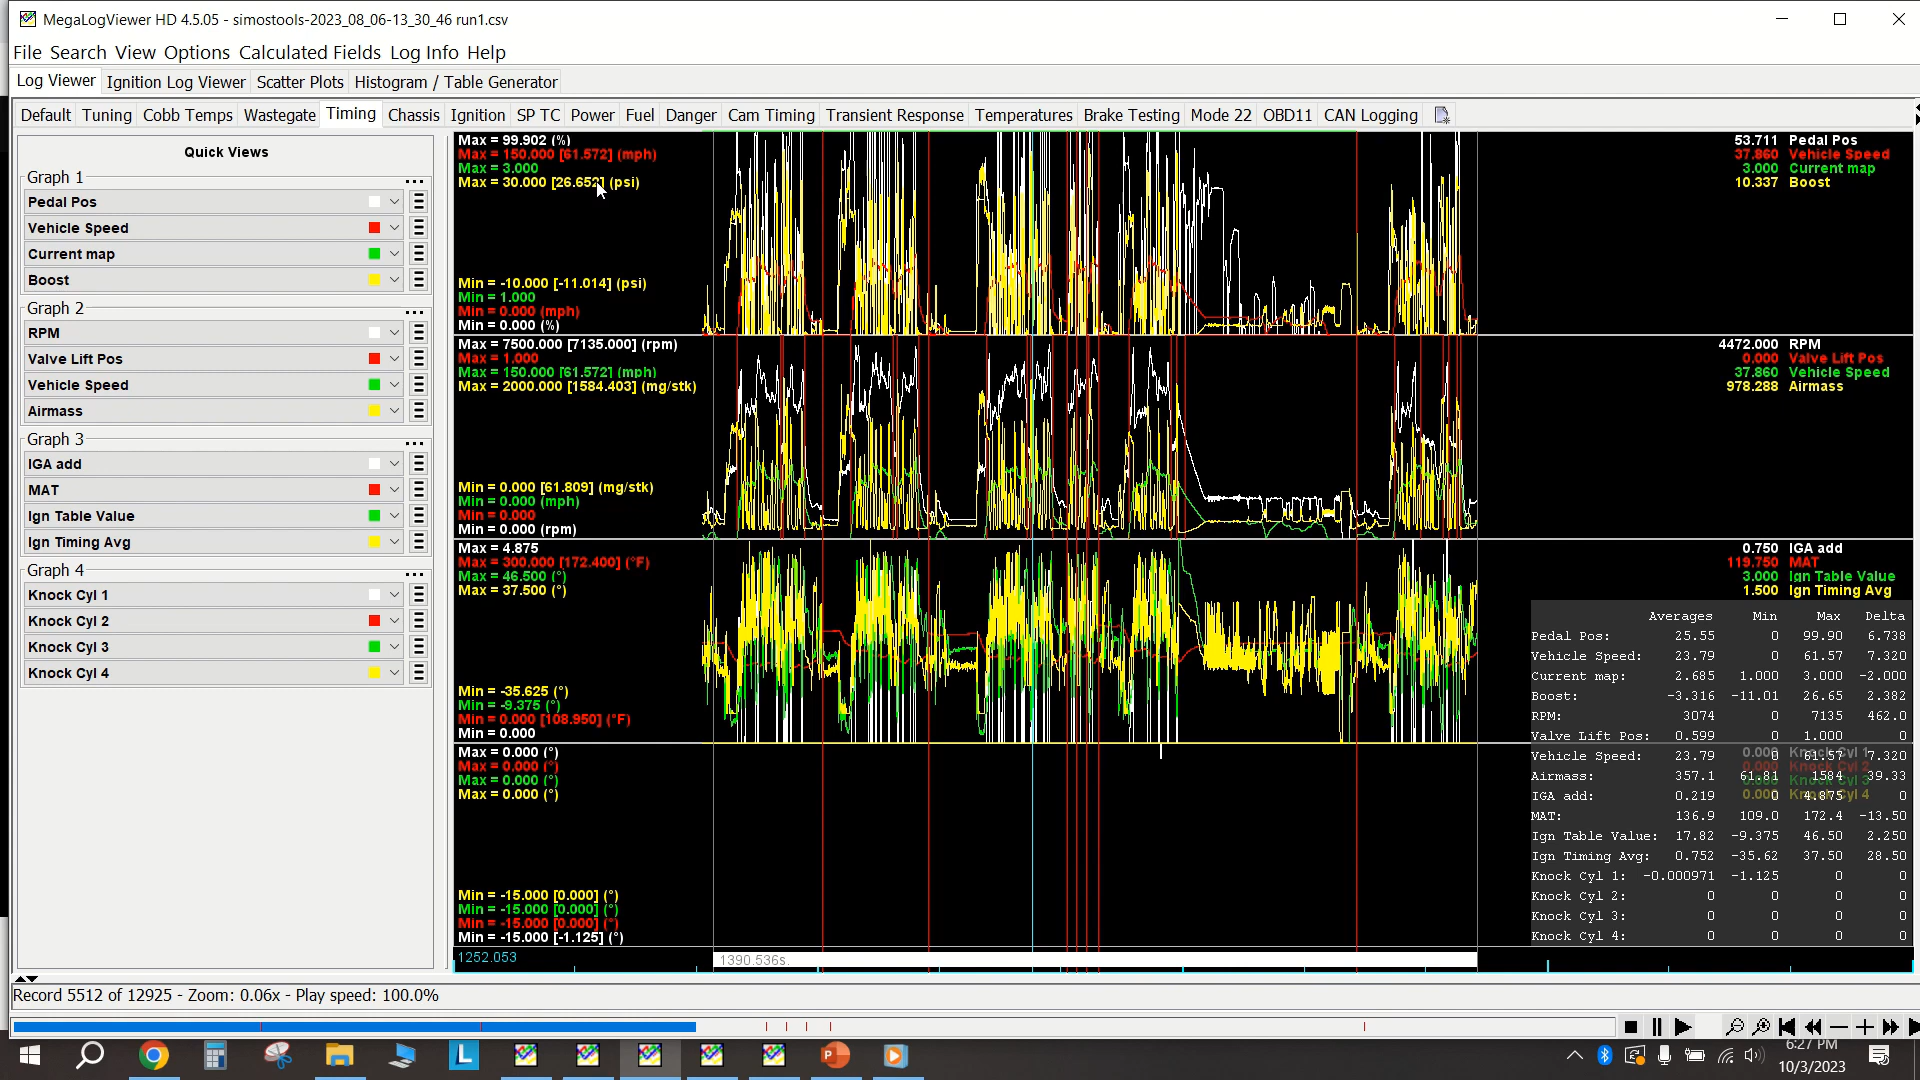 MegaLogViewer HD 4.5.05 - simostools-2023_08_06-13_30_46 run1.csv
File Search View Options Calculated Fields Log Info Help
Log Viewer Ignition Log Viewer Scatter Plots Histogram / Table Generator
Default Tuning Cobb Temps Wastegate Timing Chassis Ignition SP TC Power Fuel Danger Cam Timing Transient Response Temperatures Brake Testing Mode 22 OBD11 CAN Logging
Quick Views
Graph 1
Pedal Pos
Vehicle Speed
Current map
Boost
Graph 2
RPM
Valve Lift Pos
Vehicle Speed
Airmass
Graph 3
IGA add
MAT
Ign Table Value
Ign Timing Avg
Graph 4
Knock Cyl 1
Knock Cyl 2
Knock Cyl 3
Knock Cyl 4
Max = 99.902 (%)
Max = 150.000 [61.572] (mph)
Max = 3.000
Max = 30.000 [26.652] (psi)
Min = -10.000 [-11.014] (psi)
Min = 1.000
Min = 0.000 (mph)
Min = 0.000 (%)
53.711 Pedal Pos
37.860 Vehicle Speed
3.000 Current map
10.337 Boost
Max = 7500.000 [7135.000] (rpm)
Max = 1.000
Max = 150.000 [61.572] (mph)
Max = 2000.000 [1584.403] (mg/stk)
Min = 0.000 [61.809] (mg/stk)
Min = 0.000 (mph)
Min = 0.000
Min = 0.000 (rpm)
4472.000 RPM
0.000 Valve Lift Pos
37.860 Vehicle Speed
978.288 Airmass
Max = 4.875
Max = 300.000 [172.400] (°F)
Max = 46.500 (°)
Max = 37.500 (°)
Min = -35.625 (°)
Min = -9.375 (°)
Min = 0.000 [108.950] (°F)
Min = 0.000
0.750 IGA add
119.750 MAT
3.000 Ign Table Value
1.500 Ign Timing Avg
Max = 0.000 (°)
Max = 0.000 (°)
Max = 0.000 (°)
Max = 0.000 (°)
Min = -15.000 [0.000] (°)
Min = -15.000 [0.000] (°)
Min = -15.000 [0.000] (°)
Min = -15.000 [-1.125] (°)
0.000 Knock Cyl 1
0.000 Knock Cyl 2
0.000 Knock Cyl 3
0.000 Knock Cyl 4
Averages Min Max Delta
Pedal Pos: 25.55 0 99.90 6.738
Vehicle Speed: 23.79 0 61.57 7.320
Current map: 2.685 1.000 3.000 -2.000
Boost: -3.316 -11.01 26.65 2.382
RPM: 3074 0 7135 462.0
Valve Lift Pos: 0.599 0 1.000 0
Vehicle Speed: 23.79 0 61.57 7.320
Airmass: 357.1 61.81 1584 39.33
IGA add: 0.219 0 4.875 0
MAT: 136.9 109.0 172.4 -13.50
Ign Table Value: 17.82 -9.375 46.50 2.250
Ign Timing Avg: 0.752 -35.62 37.50 28.50
Knock Cyl 1: -0.000971 -1.125 0 0
Knock Cyl 2: 0 0 0 0
Knock Cyl 3: 0 0 0 0
Knock Cyl 4: 0 0 0 0
1252.053
1390.536s.
Record 5512 of 12925 - Zoom: 0.06x - Play speed: 100.0%
L
6:27 PM
10/3/2023